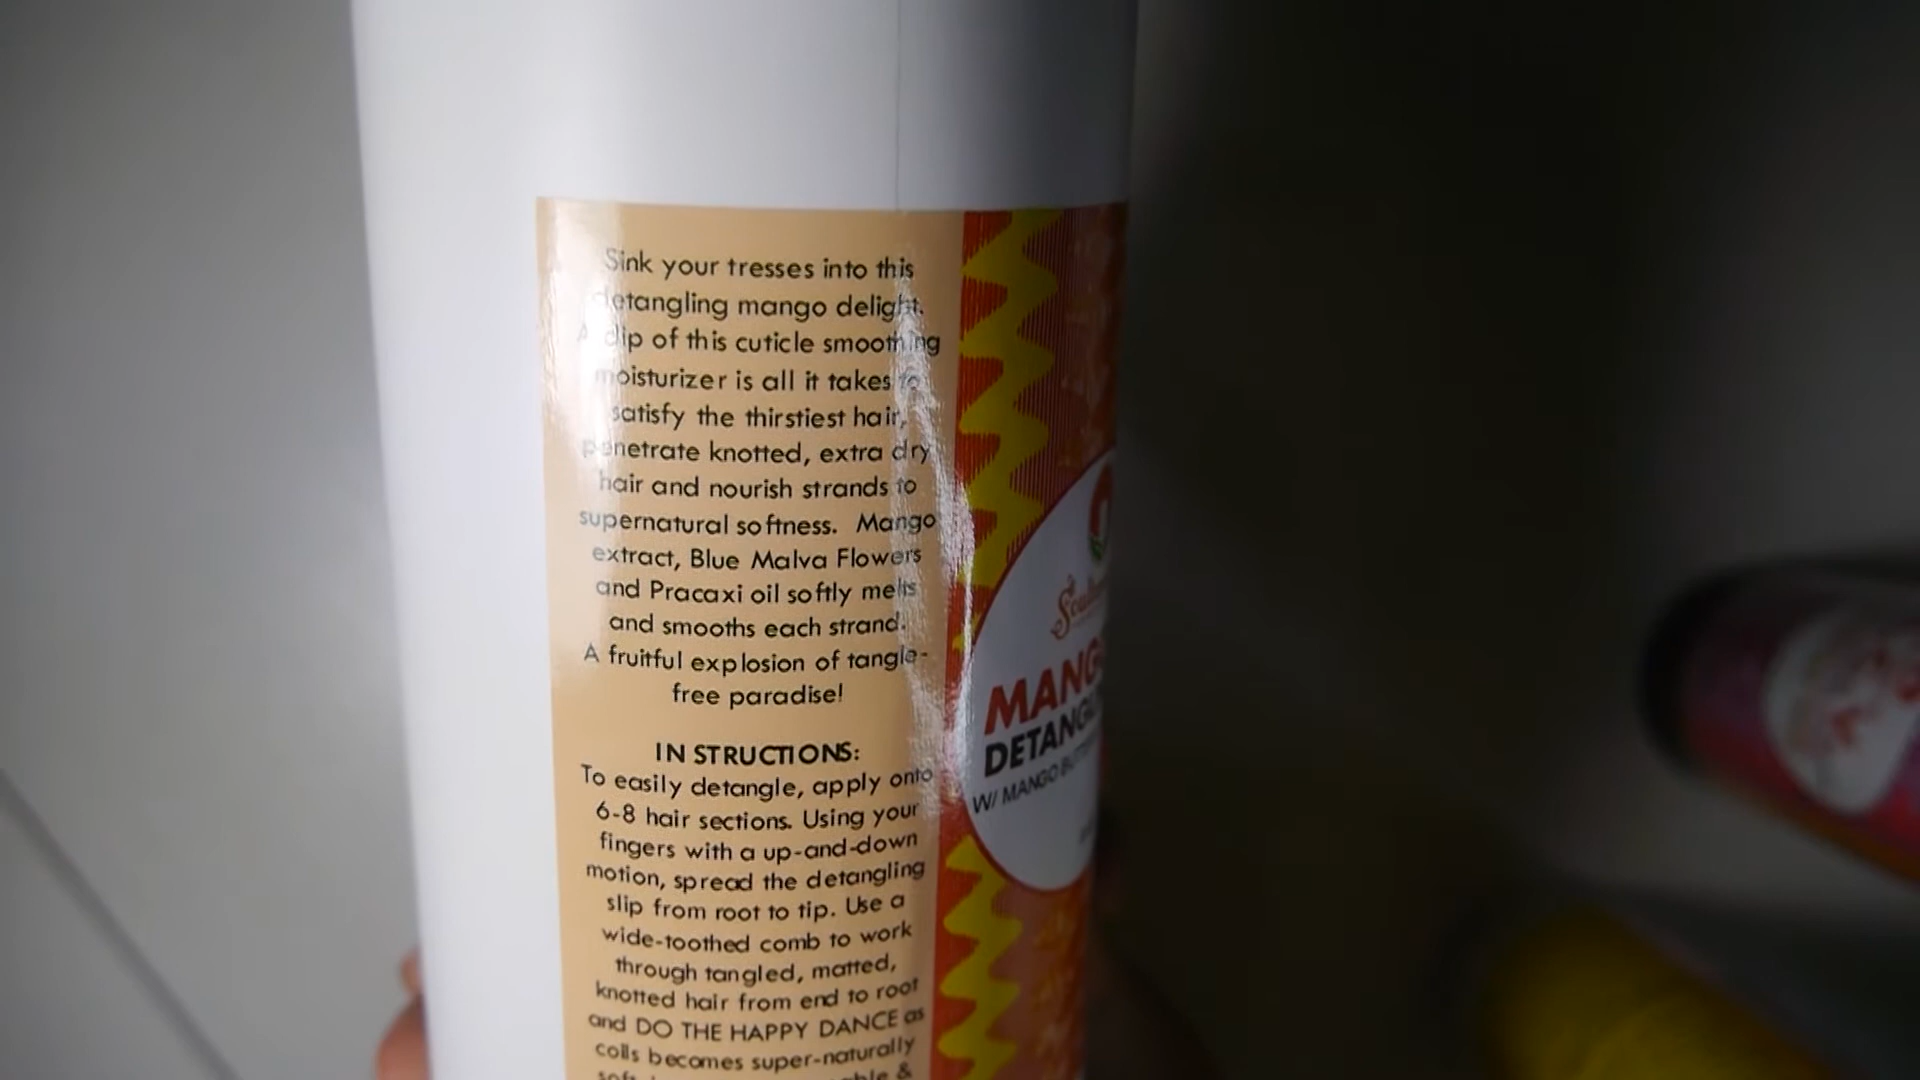 Sink your tresses into this
detangling mango delight.
A dip of this cuticle smoothing
moisturizer is all it takes to
satisfy the thirstiest hair,
penetrate knotted, extra dry
hair and nourish strands to
supernatural softness. Mango
extract, Blue Malva Flowers
and Pracaxi oil softly melts
and smooths each strand.
A fruitful explosion of tangle-
free paradise!
INSTRUCTIONS:
To easily detangle, apply onto
6-8 hair sections. Using your
fingers with a up-and-down
motion, spread the detangling
slip from root to tip. Use a
wide-toothed comb to work
through tangled, matted,
knotted hair from end to root
and DO THE HAPPY DANCE as
coils becomes super-naturally
&
MANG
DETANGL
W/ MANGO